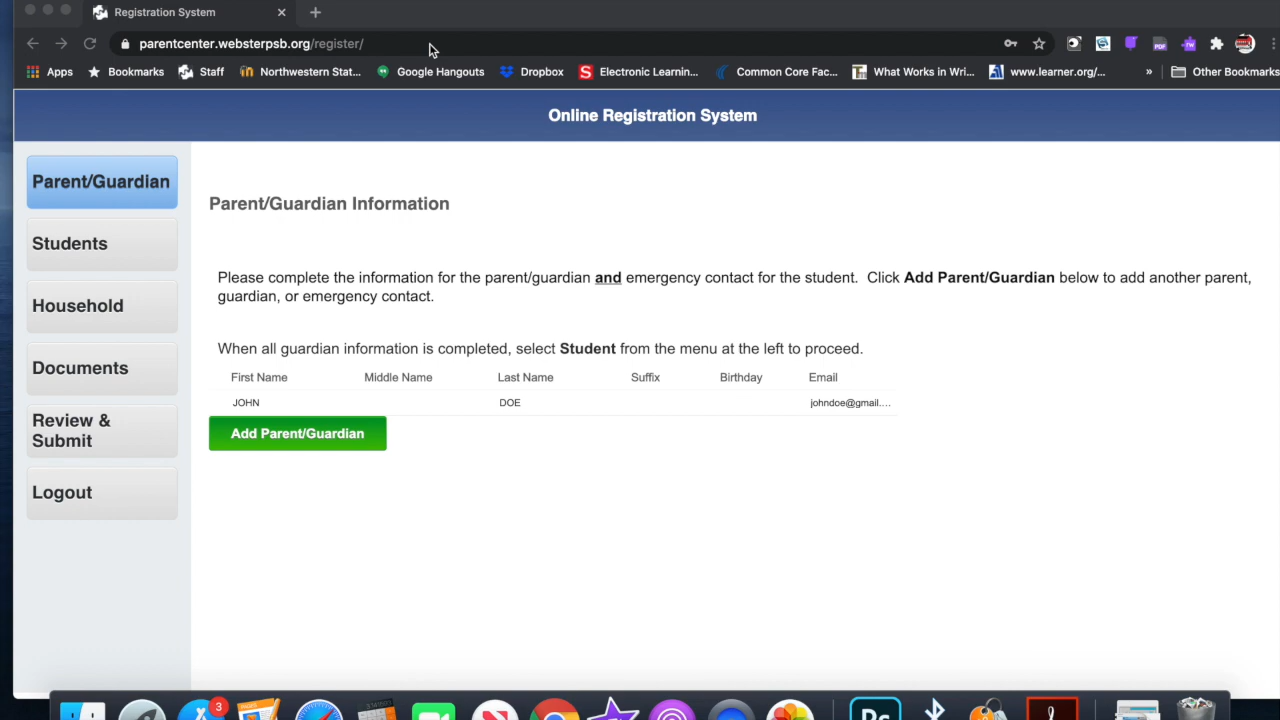 Registration System
parentcenter.websterpsb.org/register/
Apps Bookmarks Staff Northwestern Stat... Google Hangouts Dropbox Electronic Learnin... Common Core Fac... What Works in Wri... www.learner.org/... » Other Bookmarks
Online Registration System
Parent/Guardian
Students
Household
Documents
Review &
Submit
Logout
Parent/Guardian Information
Please complete the information for the parent/guardian and emergency contact for the student. Click Add Parent/Guardian below to add another parent,
guardian, or emergency contact.
When all guardian information is completed, select Student from the menu at the left to proceed.
First Name Middle Name Last Name Suffix Birthday Email
JOHN DOE johndoe@gmail....
Add Parent/Guardian
3
PAGES
Ps